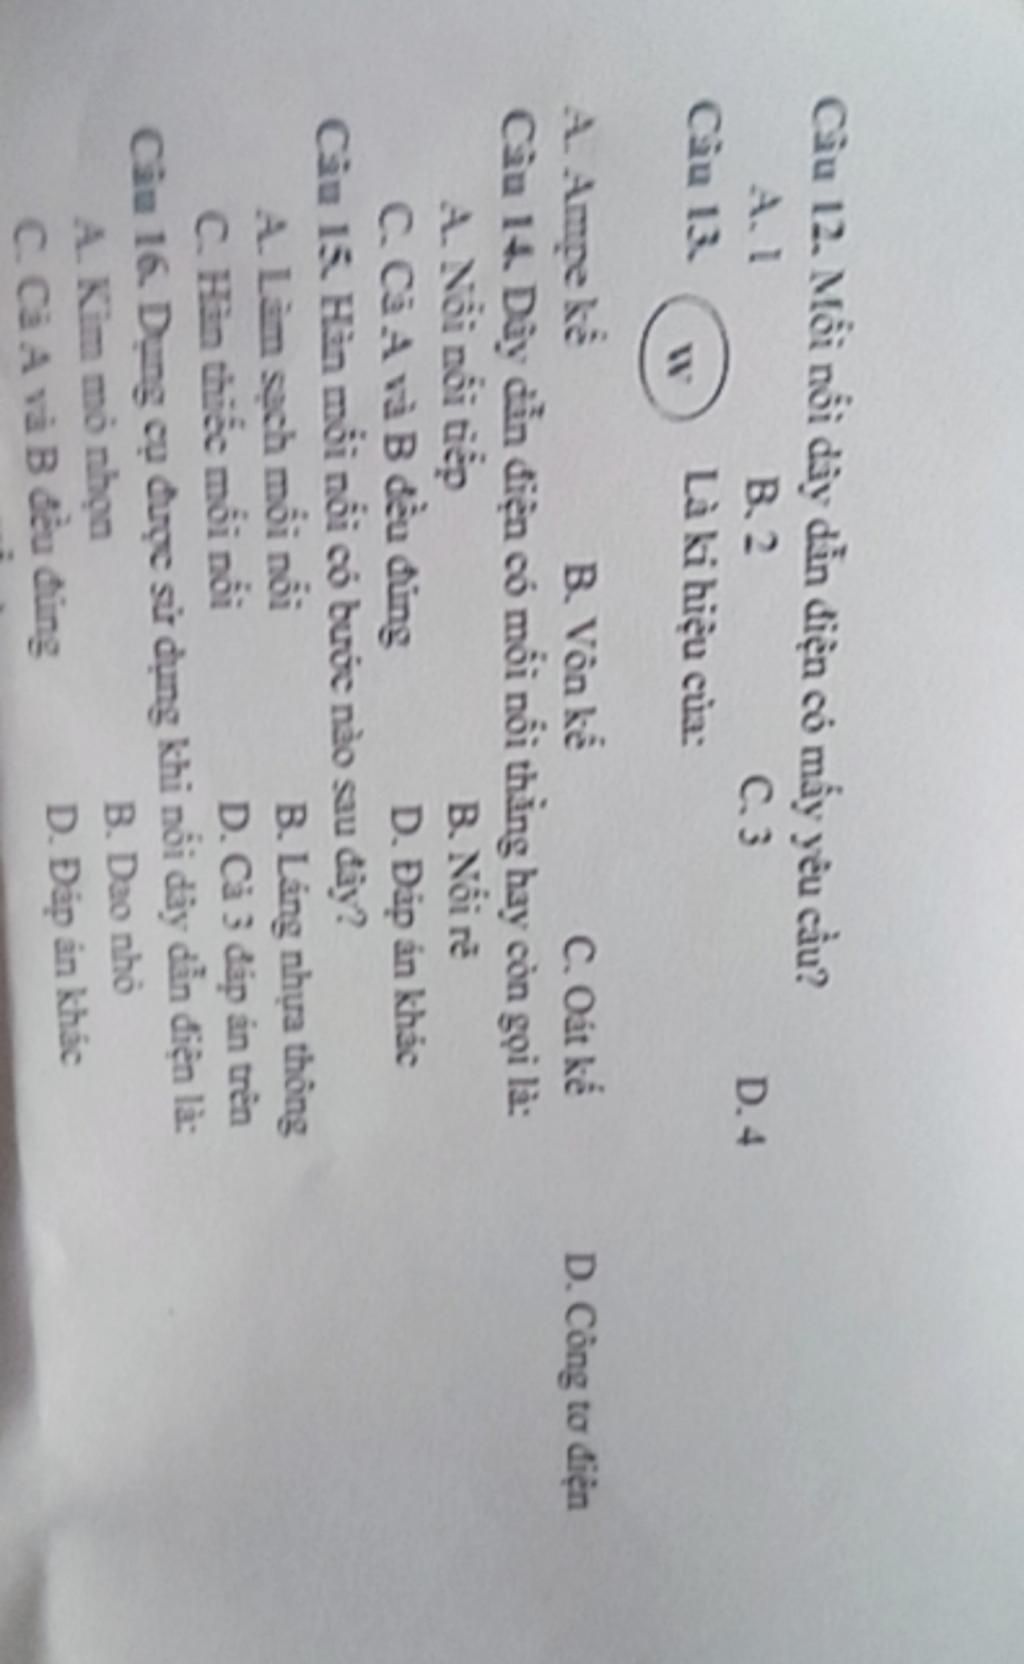 Câu 12. Mối nối dây dẫn điện có mấy yêu cầu?
A. 1 B. 2 C. 3 D. 4
Câu 13. W Là kí hiệu của:
A. Ampe kế B. Vôn kế C. Oát kế D. Công tơ điện
Câu 14. Dây dẫn điện có mối nối thẳng hay còn gọi là:
A. Nối nối tiếp B. Nối rẽ
C. Cả A và B đều đúng D. Đáp án khác
Câu 15. Hàn mối nối có bước nào sau đây?
A. Làm sạch mối nối B. Láng nhựa thông
C. Hàn thiếc mối nối D. Cả 3 đáp án trên
Câu 16. Dụng cụ được sử dụng khi nối dây dẫn điện là:
A. Kìm mỏ nhọn B. Dao nhỏ
C. Cả A và B đều đúng D. Đáp án khác